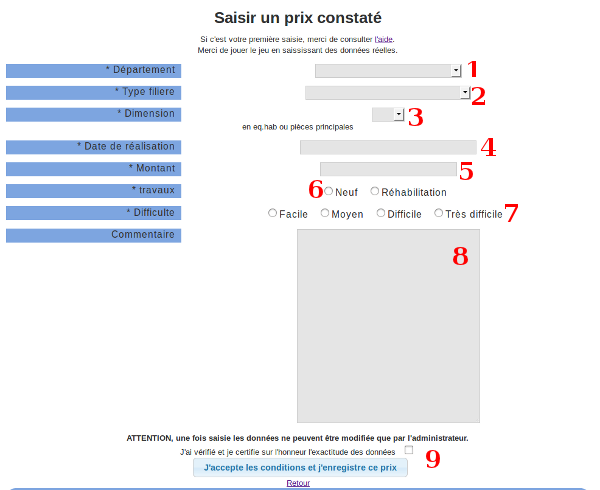 Saisir un prix constaté
Si c'est votre première saisie, merci de consulter l'aide.
Merci de jouer le jeu en saississant des données réelles.
* Département 1
* Type filiere 2
* Dimension 3
en eq.hab ou pièces principales
* Date de réalisation 4
* Montant 5
* travaux 6 Neuf Réhabilitation
* Difficulte Facile Moyen Difficile Très difficile 7
Commentaire
8
ATTENTION, une fois saisie les données ne peuvent être modifiée que par l'administrateur.
J'ai vérifié et je certifie sur l'honneur l'exactitude des données
9
J'accepte les conditions et j'enregistre ce prix
Retour